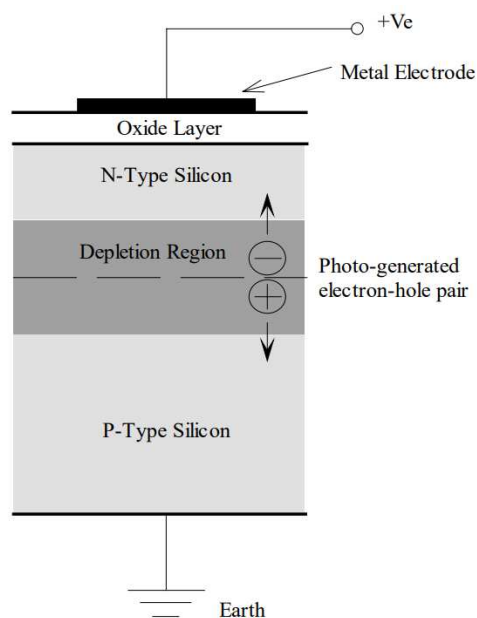 +Ve
Metal Electrode
Oxide Layer
N-Type Silicon
Depletion Region
Photo-generated
electron-hole pair
P-Type Silicon
Earth